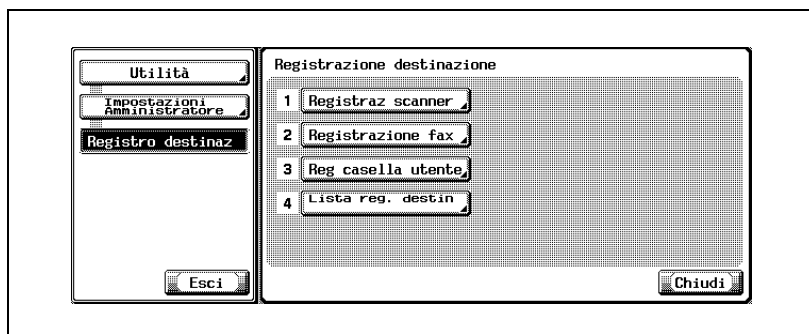 Utilità
Impostazioni
Amministratore
Registro destinaz
Esci
Registrazione destinazione
1 Registraz scanner
2 Registrazione fax
3 Reg casella utente
4 Lista reg. destin
Chiudi